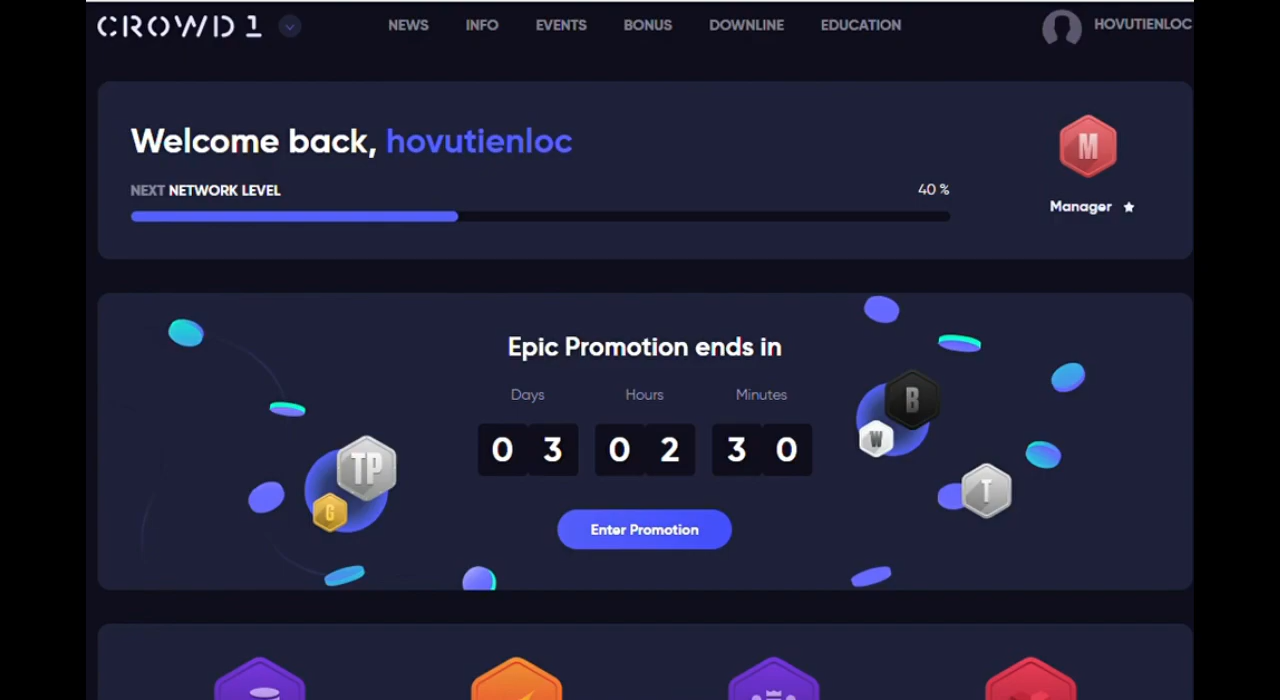 CROWD 1 NEWS INFO EVENTS BONUS DOWNLINE EDUCATION HOVUTIENLOC
Welcome back, hovutienloc
NEXT NETWORK LEVEL 40 %
M
Manager
Epic Promotion ends in
Days Hours Minutes
0 3 0 2 3 0
B
W
TP
G
T
Enter Promotion